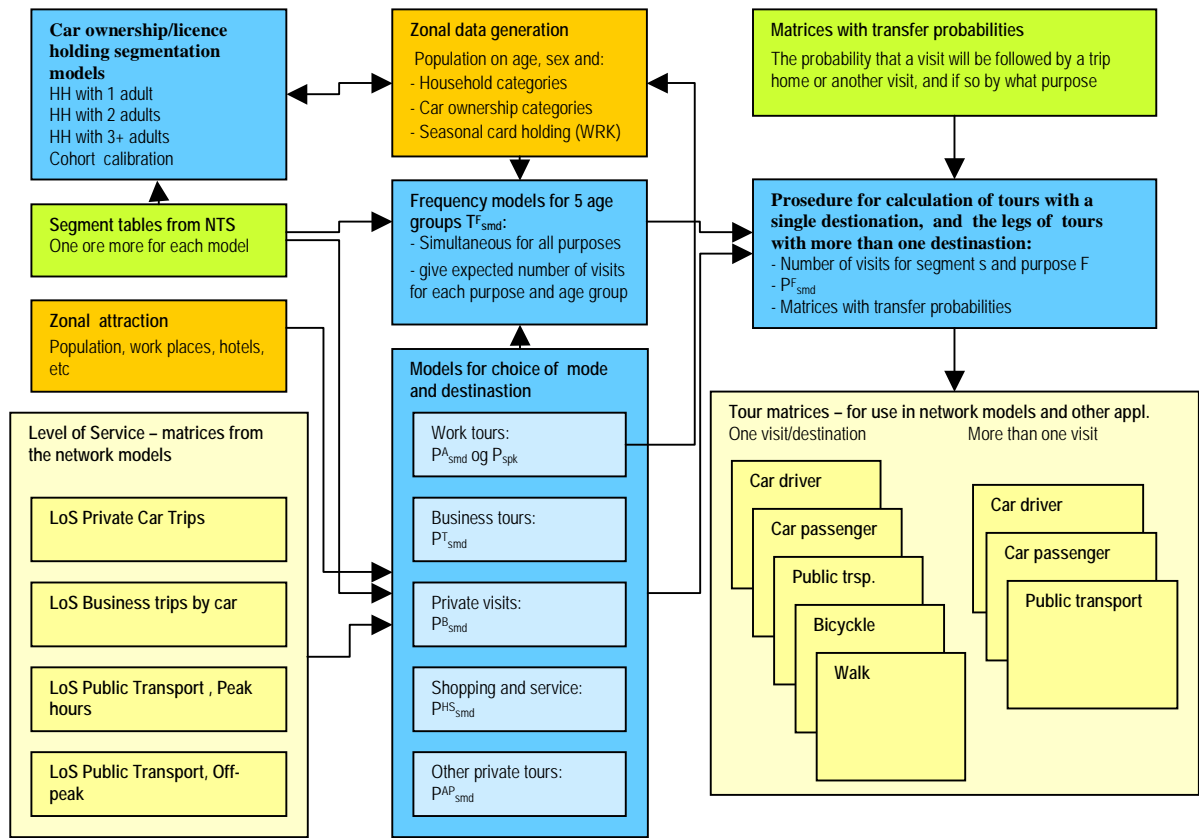 Car ownership/licence
holding segmentation
models
HH with 1 adult
HH with 2 adults
HH with 3+ adults
Cohort calibration
Zonal data generation
Population on age, sex and:
- Household categories
- Car ownership categories
- Seasonal card holding (WRK)
Matrices with transfer probabilities
The probability that a visit will be followed by a trip
home or another visit, and if so by what purpose
Segment tables from NTS
One ore more for each model
Frequency models for 5 age
groups T^F_smd:
- Simultaneous for all purposes
- give expected number of visits
for each purpose and age group
Prosedure for calculation of tours with a
single destionation, and the legs of tours
with more than one destinastion:
- Number of visits for segment s and purpose F
- P^F_smd
- Matrices with transfer probabilities
Zonal attraction
Population, work places, hotels,
etc
Level of Service – matrices from
the network models
LoS Private Car Trips
LoS Business trips by car
LoS Public Transport , Peak
hours
LoS Public Transport, Off-
peak
Models for choice of mode
and destinastion
Work tours:
P^A_smd og P_spk
Business tours:
P^T_smd
Private visits:
P^B_smd
Shopping and service:
P^HS_smd
Other private tours:
P^AP_smd
Tour matrices – for use in network models and other appl.
One visit/destination
More than one visit
Car driver
Car passenger
Public trsp.
Bicyckle
Walk
Car driver
Car passenger
Public transport